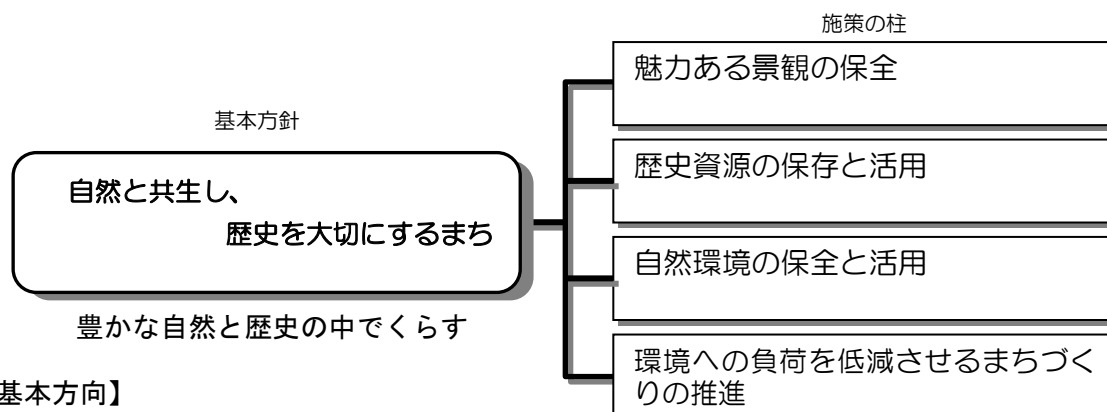 施策の柱
魅力ある景観の保全
基本方針
歴史資源の保存と活用
自然と共生し、
歴史を大切にするまち
自然環境の保全と活用
豊かな自然と歴史の中でくらす
環境への負荷を低減させるまちづく
りの推進
基本方向】